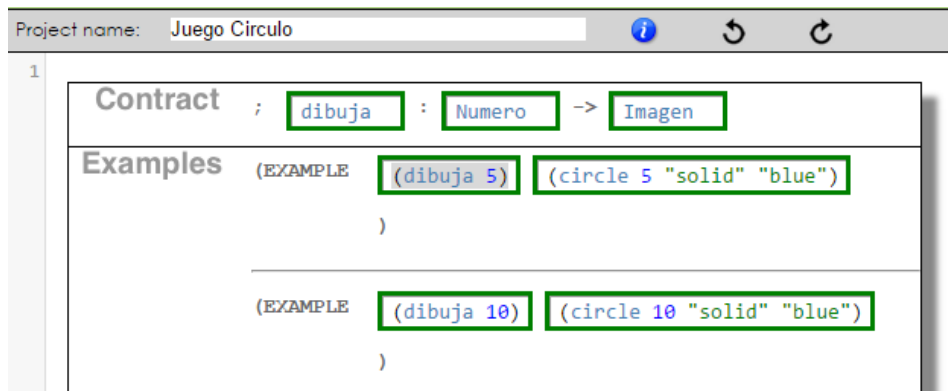 Project name: Juego Circulo
1
Contract ; dibuja : Numero -> Imagen
Examples (EXAMPLE (dibuja 5) (circle 5 "solid" "blue")
)
(EXAMPLE (dibuja 10) (circle 10 "solid" "blue")
)